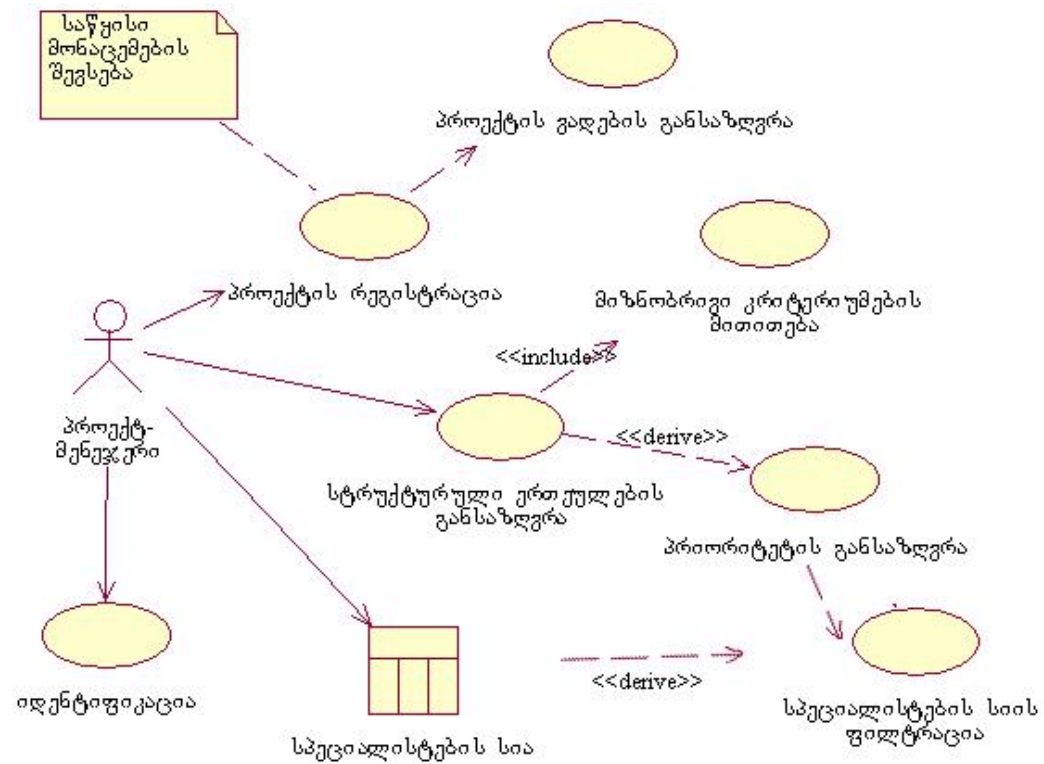 საწყისი
მონაცემების
შევსება
პროექტის ვადების განსაზღვრა
პროექტის რეგისტრაცია
მიზნობრივი კრიტერიუმების
მითითება
<<include>>
პროექტ-
მენეჯერი
<<derive>>
სტრუქტურული ერთეულების
განსაზღვრა
პრიორიტეტის განსაზღვრა
<<derive>>
იდენტიფიკაცია
სპეციალისტების სია
სპეციალისტების სიის
ფილტრაცია